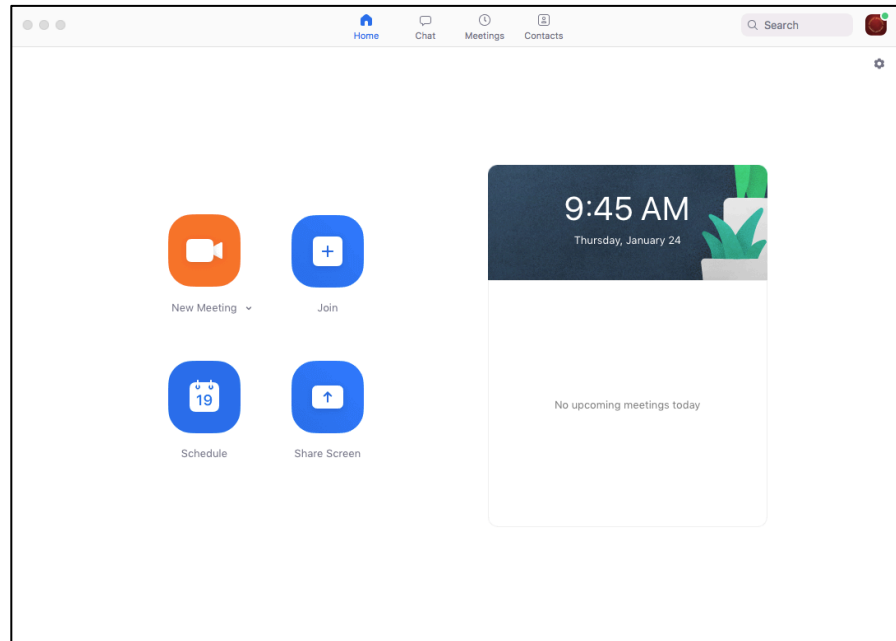 Home
Chat
Meetings
Contacts
Search
9:45 AM
Thursday, January 24
New Meeting
Join
19
Schedule
Share Screen
No upcoming meetings today